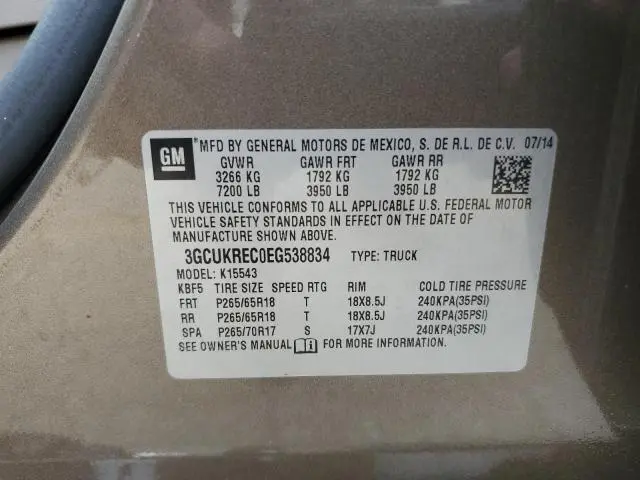 GM ® MFD BY GENERAL MOTORS DE MEXICO, S. DE R.L. DE C.V. 07/14
GVWR GAWR FRT GAWR RR
3266 KG 1792 KG 1792 KG
7200 LB 3950 LB 3950 LB
THIS VEHICLE CONFORMS TO ALL APPLICABLE U.S. FEDERAL MOTOR
VEHICLE SAFETY STANDARDS IN EFFECT ON THE DATE OF
MANUFACTURE SHOWN ABOVE.
3GCUKREC0EG538834 TYPE: TRUCK
MODEL: K15543
KBF5 TIRE SIZE SPEED RTG RIM COLD TIRE PRESSURE
FRT P265/65R18 T 18X8.5J 240KPA(35PSI)
RR P265/65R18 T 18X8.5J 240KPA(35PSI)
SPA P265/70R17 S 17X7J 240KPA(35PSI)
SEE OWNER'S MANUAL i FOR MORE INFORMATION.